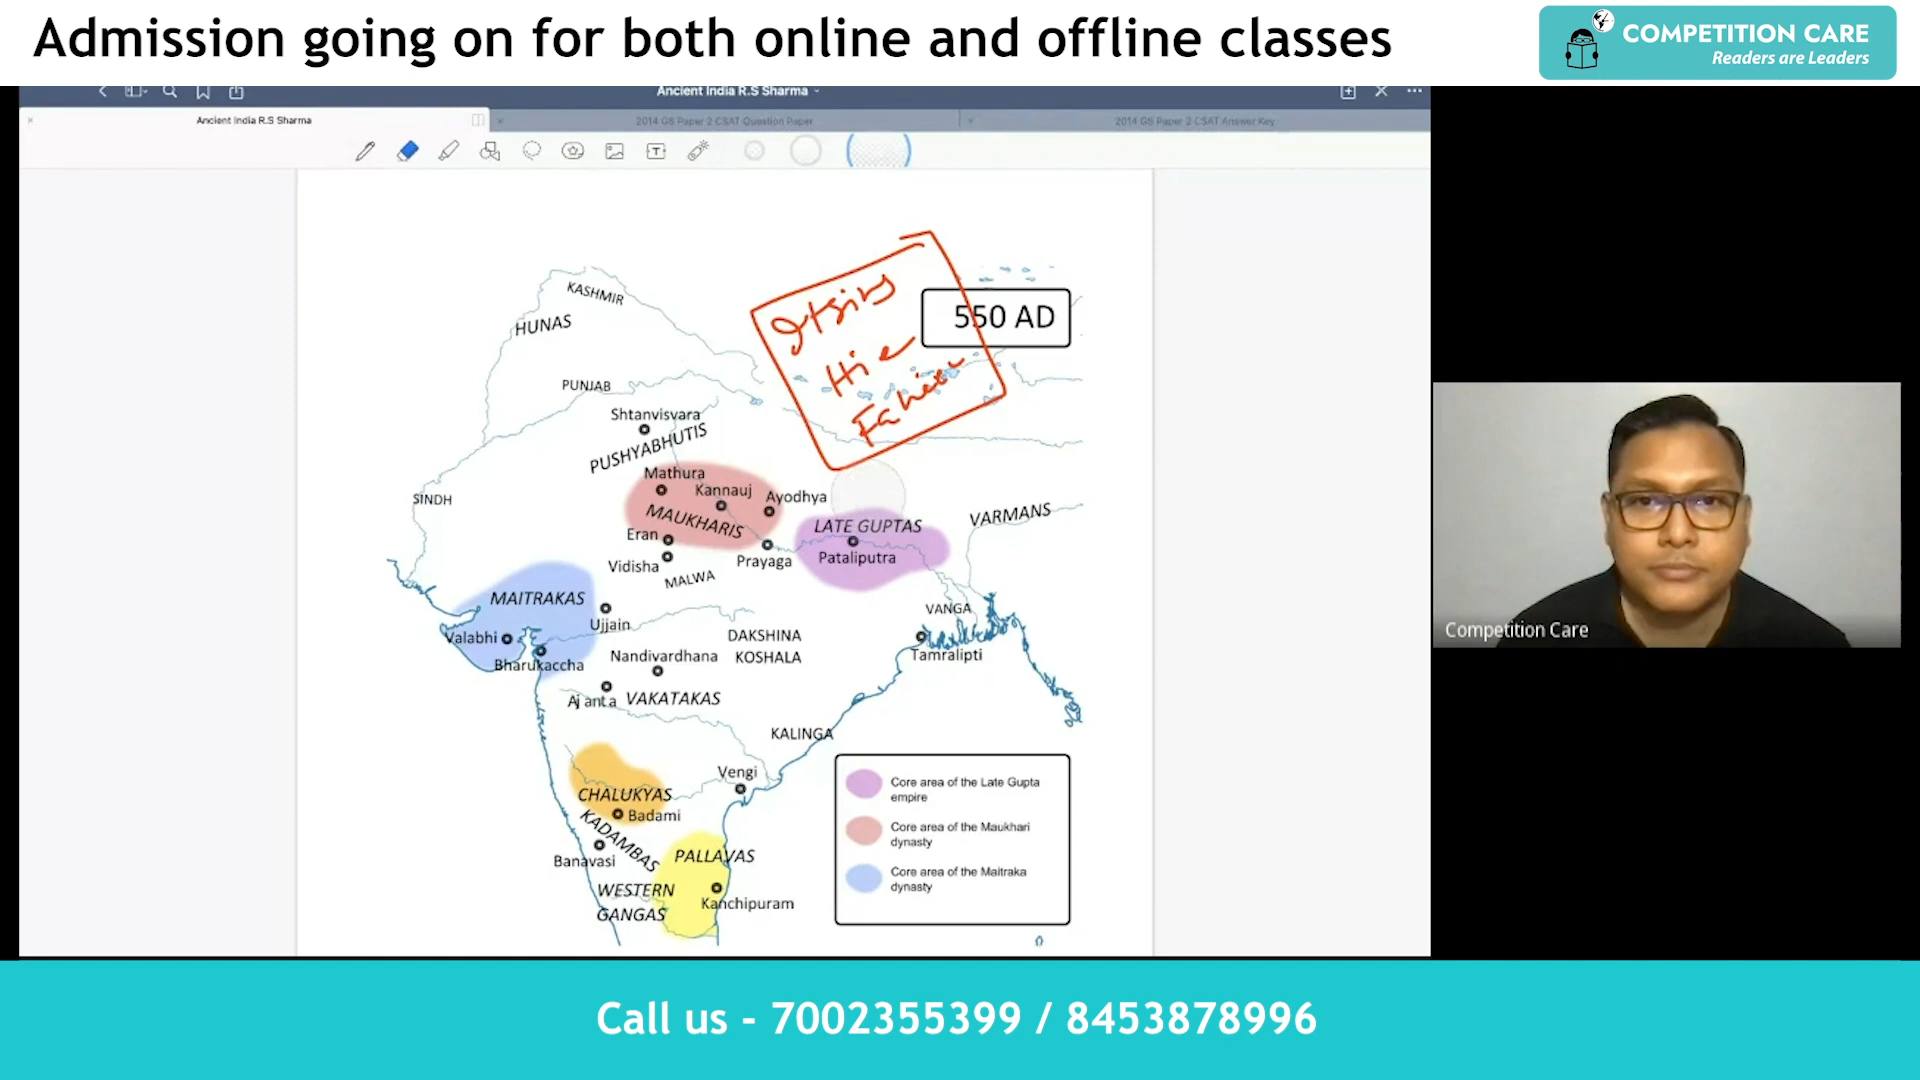 Admission going on for both online and offline classes
COMPETITION CARE
Readers are Leaders
Ancient India R.S Sharma
Ancient India R.S Sharma
2014 GS Paper 2 CSAT Question Paper
2014 GS Paper 2 CSAT Answer Key
Itsing
Hie
Fahien
550 AD
KASHMIR
HUNAS
PUNJAB
Shtanvisvara
PUSHYABHUTIS
Mathura
Kannauj
Ayodhya
SINDH
MAUKHARIS
LATE GUPTAS
VARMANS
Eran
Prayaga
Pataliputra
Vidisha
MALWA
MAITRAKAS
Ujjain
VANGA
Valabhi
DAKSHINA
KOSHALA
Bharukaccha
Nandivardhana
Tamralipti
Ajanta
VAKATAKAS
KALINGA
Vengi
CHALUKYAS
Badami
KADAMBAS
Banavasi
PALLAVAS
WESTERN
GANGAS
Kanchipuram
Core area of the Late Gupta
empire
Core area of the Maukhari
dynasty
Core area of the Maitraka
dynasty
Competition Care
Call us - 7002355399 / 8453878996